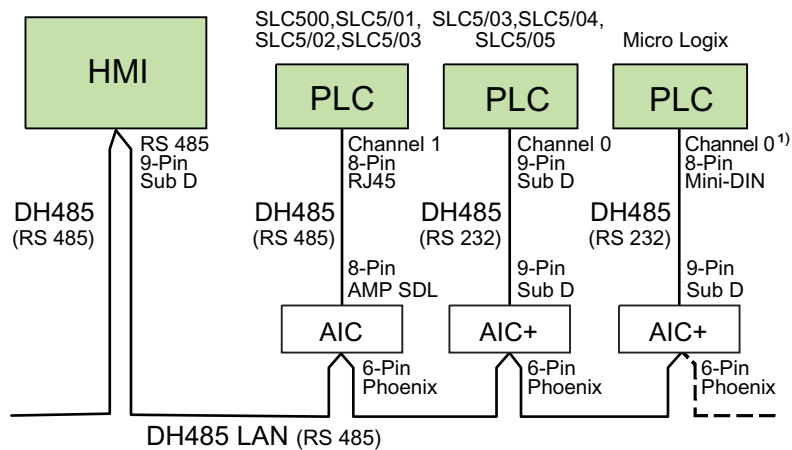 SLC500,SLC5/01,
SLC5/02,SLC5/03
SLC5/03,SLC5/04,
SLC5/05
Micro Logix
HMI
PLC
PLC
PLC
RS 485
9-Pin
Sub D
Channel 1
8-Pin
RJ45
Channel 0
9-Pin
Sub D
Channel 0 1)
8-Pin
Mini-DIN
DH485
(RS 485)
DH485
(RS 485)
DH485
(RS 232)
DH485
(RS 232)
8-Pin
AMP SDL
9-Pin
Sub D
9-Pin
Sub D
AIC
AIC+
AIC+
6-Pin
Phoenix
6-Pin
Phoenix
6-Pin
Phoenix
DH485 LAN (RS 485)